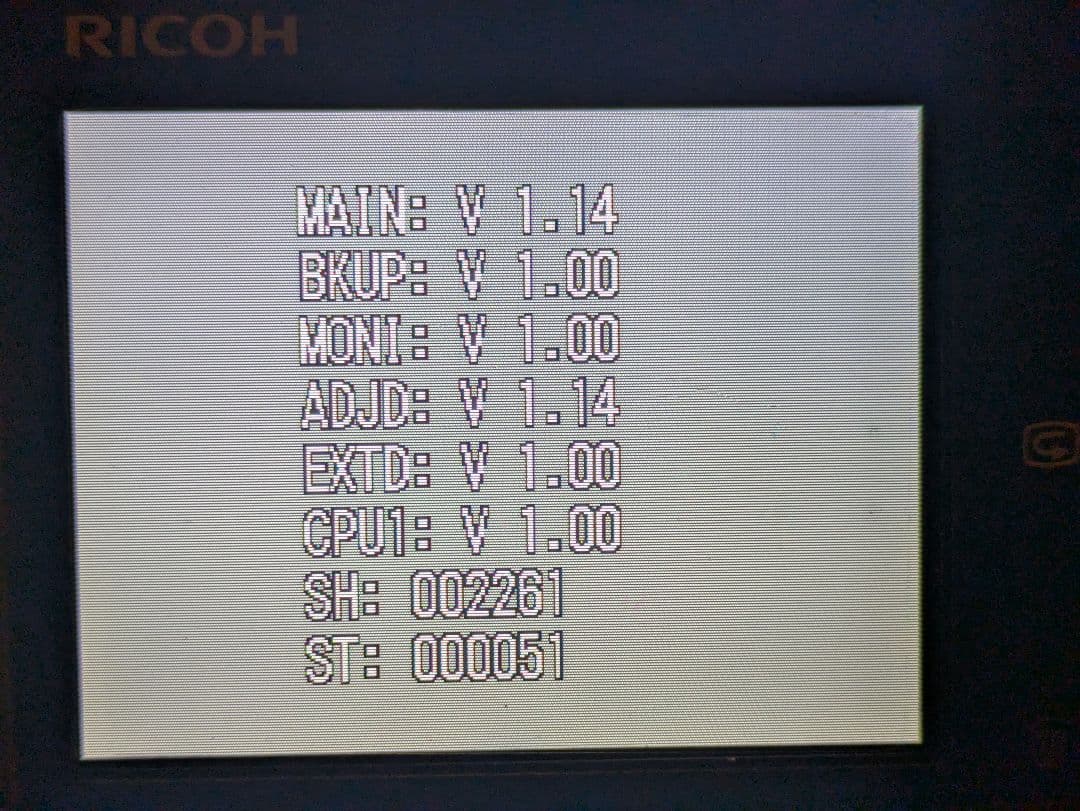 RICOH
MAIN: V 1.14
BKUP: V 1.00
MONI: V 1.00
ADJD: V 1.14
EXTD: V 1.00
CPU1: V 1.00
SH: 002261
ST: 000051